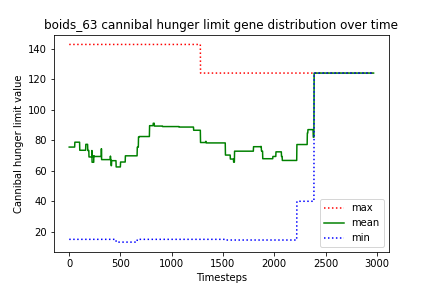 boids_63 cannibal hunger limit gene distribution over time
Cannibal hunger limit value
140
120
100
80
60
40
20
max
mean
min
0
500
1000
1500
2000
2500
3000
Timesteps